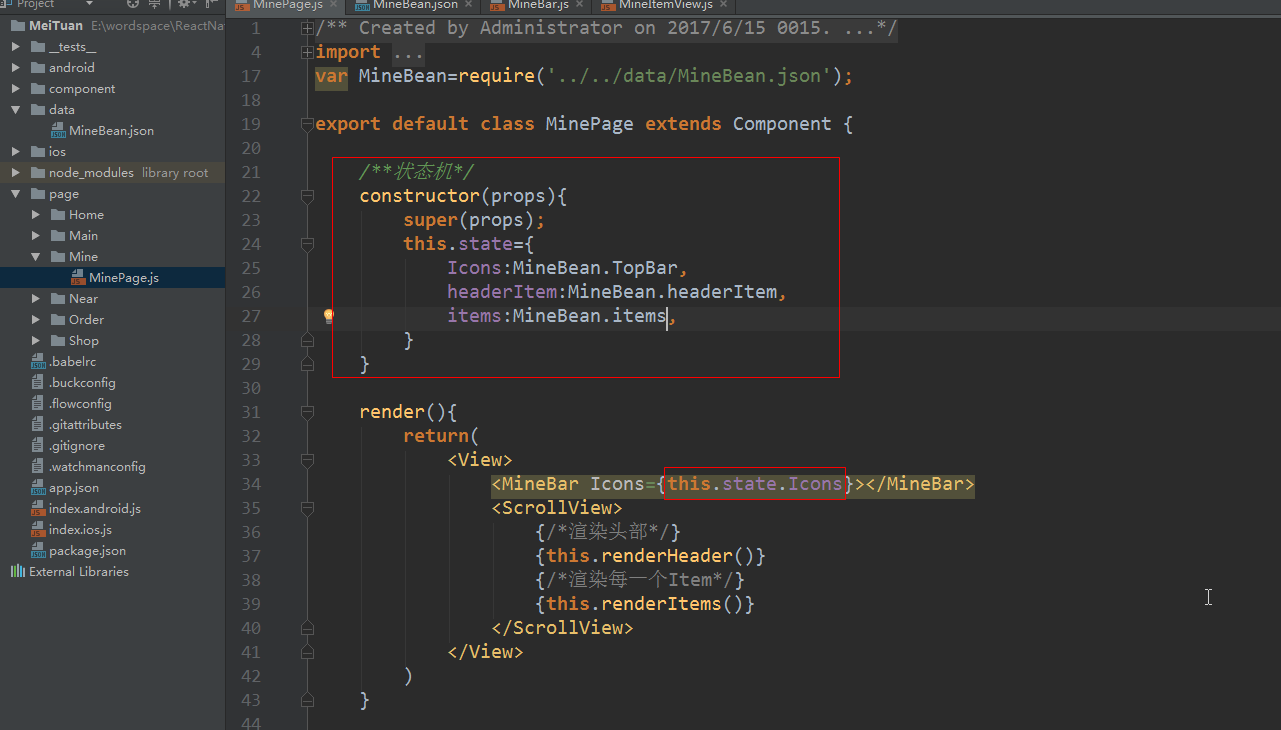 Project
MinePage.js
MineBean.json
MineBar.js
MineItemView.js
MeiTuan E:\wordspace\ReactNa
__tests__
android
component
data
MineBean.json
ios
node_modules library root
page
Home
Main
Mine
MinePage.js
Near
Order
Shop
.babelrc
.buckconfig
.flowconfig
.gitattributes
.gitignore
.watchmanconfig
app.json
index.android.js
index.ios.js
package.json
External Libraries
1 /** Created by Administrator on 2017/6/15 0015. ...*/
4 import ...
17 var MineBean=require('../../data/MineBean.json');
18
19 export default class MinePage extends Component {
20
21 /**状态机*/
22 constructor(props){
23 super(props);
24 this.state={
25 Icons:MineBean.TopBar,
26 headerItem:MineBean.headerItem,
27 items:MineBean.items,
28 }
29 }
30
31 render(){
32 return(
33 <View>
34 <MineBar Icons={this.state.Icons}></MineBar>
35 <ScrollView>
36 {/*渲染头部*/}
37 {this.renderHeader()}
38 {/*渲染每一个Item*/}
39 {this.renderItems()}
40 </ScrollView>
41 </View>
42 )
43 }
44